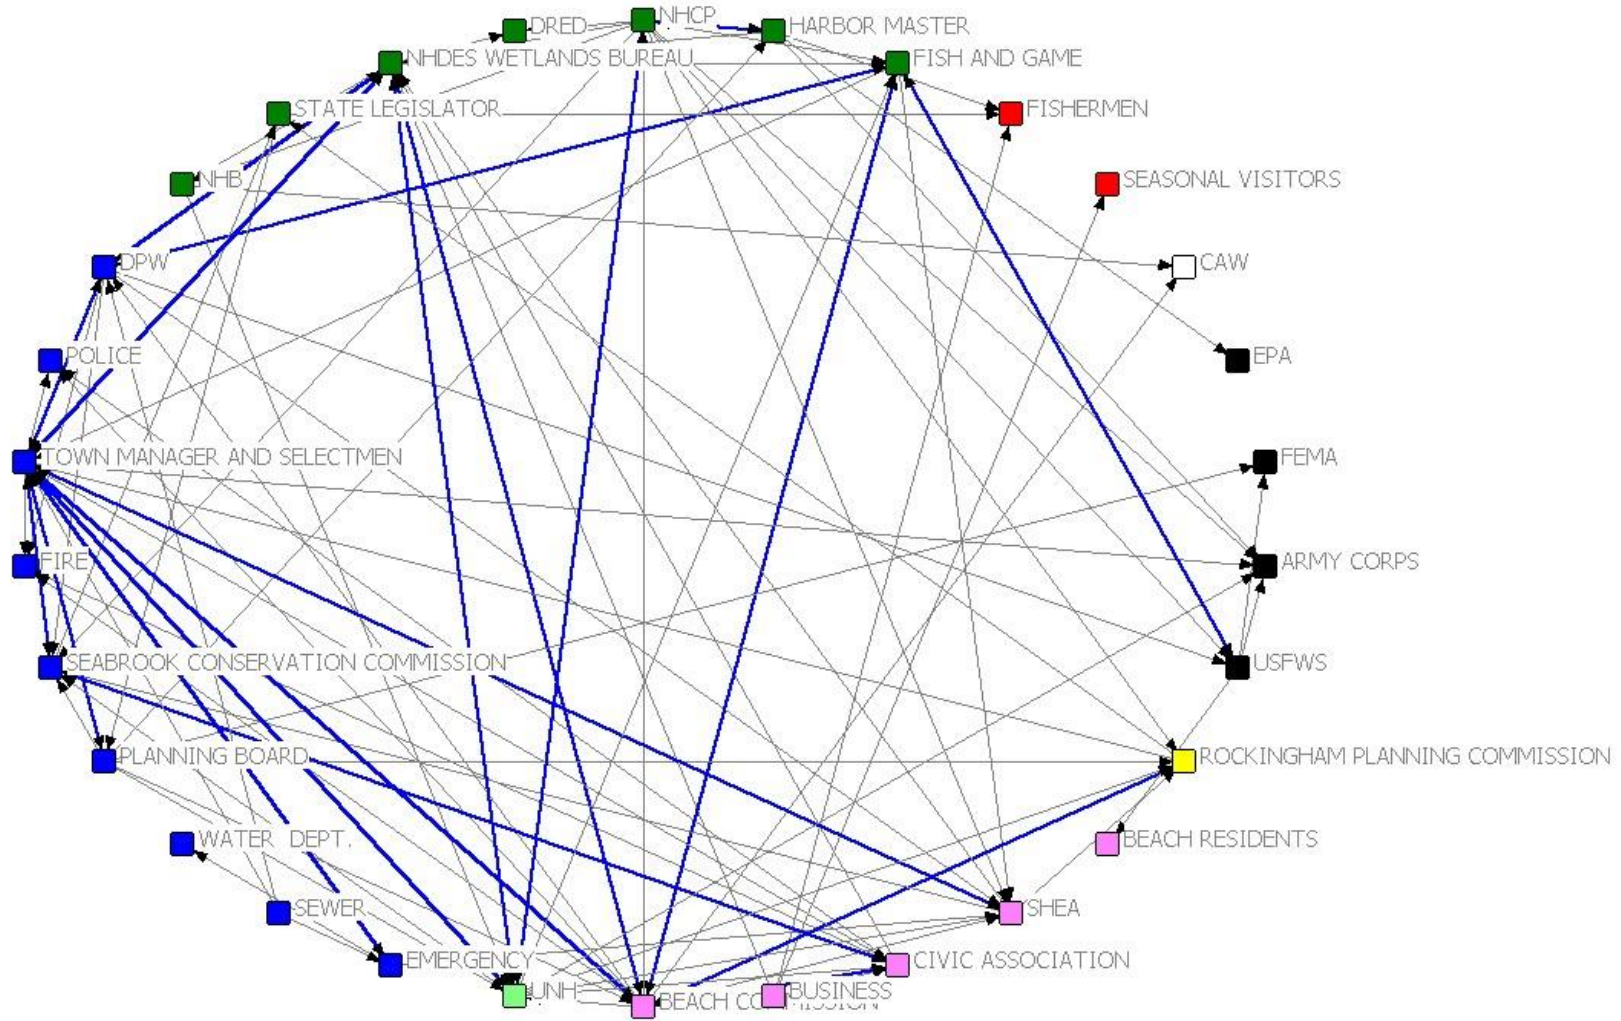 NHCP
DRED
HARBOR MASTER
NHDES WETLANDS BUREAU
FISH AND GAME
STATE LEGISLATOR
FISHERMEN
NHB
SEASONAL VISITORS
DPW
CAW
POLICE
EPA
TOWN MANAGER AND SELECTMEN
FEMA
FIRE
ARMY CORPS
SEABROOK CONSERVATION COMMISSION
USFWS
PLANNING BOARD
ROCKINGHAM PLANNING COMMISSION
WATER DEPT.
BEACH RESIDENTS
SEWER
SHEA
EMERGENCY
CIVIC ASSOCIATION
UNH
BUSINESS
BEACH COMMISSION